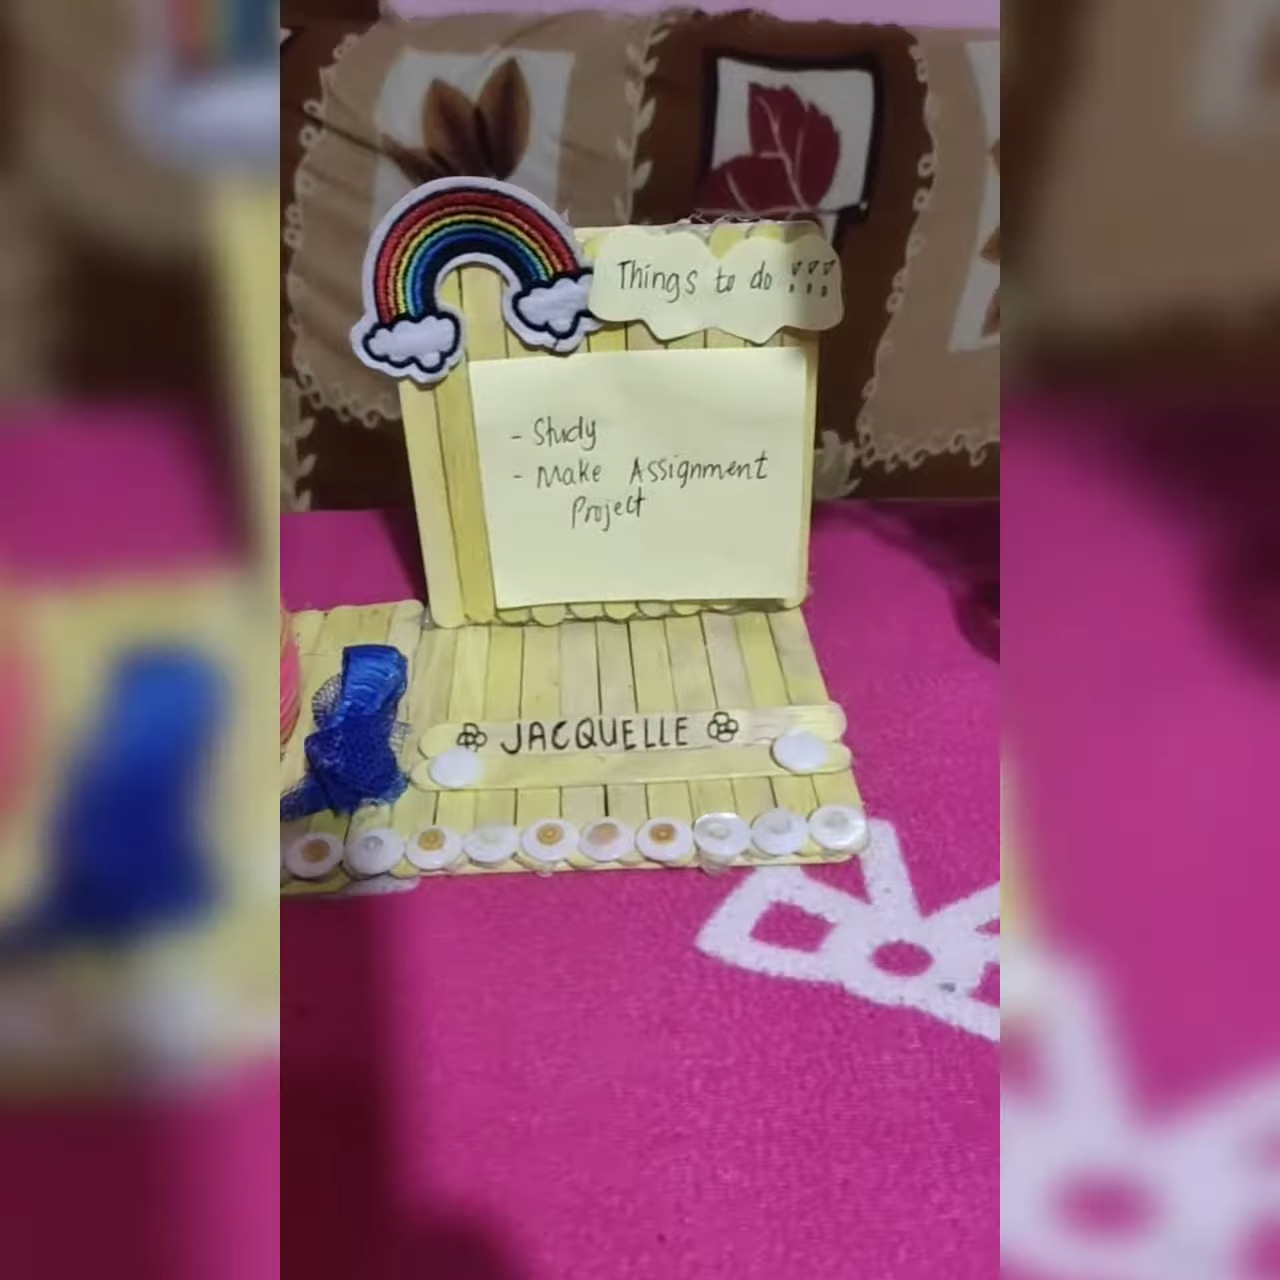 Things to do !!!
- Study
- Make Assignment
Project
JACQUELLE